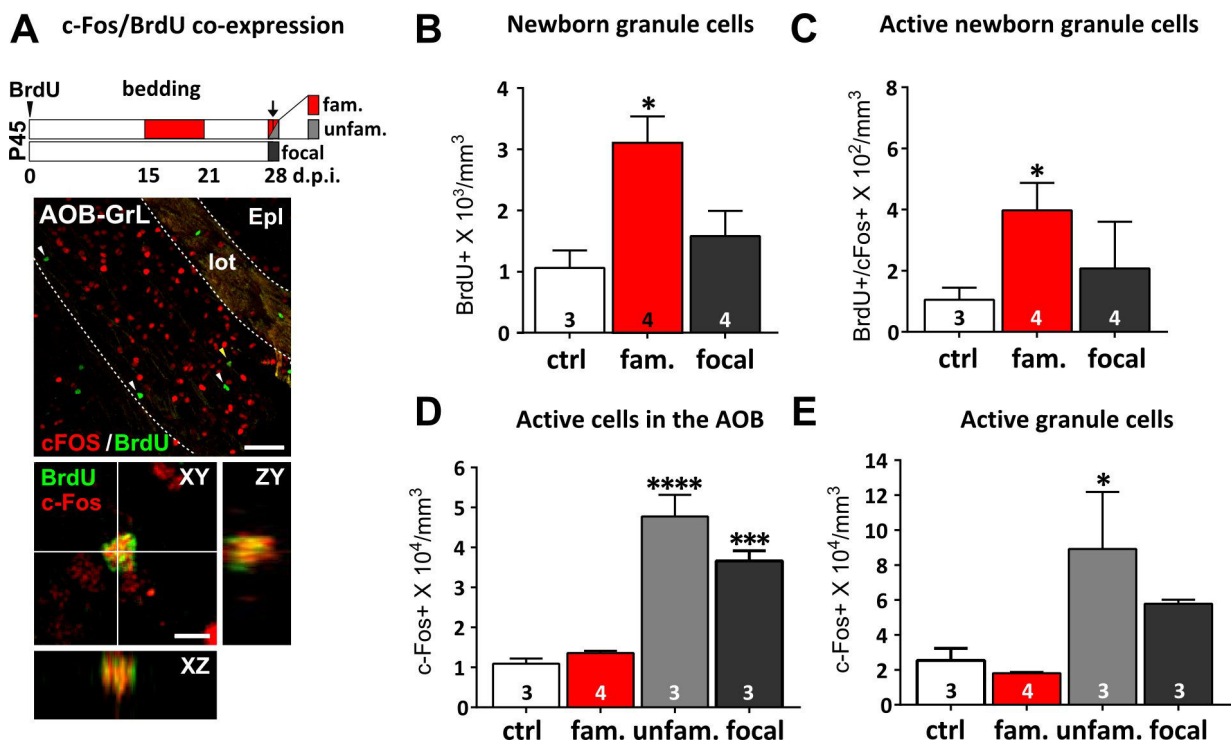 A c-Fos/BrdU co-expression
BrdU bedding
fam.
unfam.
focal
P45
0 15 21 28 d.p.i.
AOB-GrL Epl
lot
cFOS /BrdU
BrdU XY ZY
c-Fos
XZ
B Newborn granule cells
BrdU+ X 10³/mm³
4
3
2
1
0
*
3 4 4
ctrl fam. focal
C Active newborn granule cells
BrdU+/cFos+ X 10²/mm³
8
6
4
2
0
*
3 4 4
ctrl fam. focal
D Active cells in the AOB
c-Fos+ X 10⁴/mm³
6
5
4
3
2
1
0
**** ***
3 4 3 3
ctrl fam. unfam. focal
E Active granule cells
c-Fos+ X 10⁴/mm³
14
12
10
8
6
4
2
0
*
3 4 3 3
ctrl fam. unfam. focal